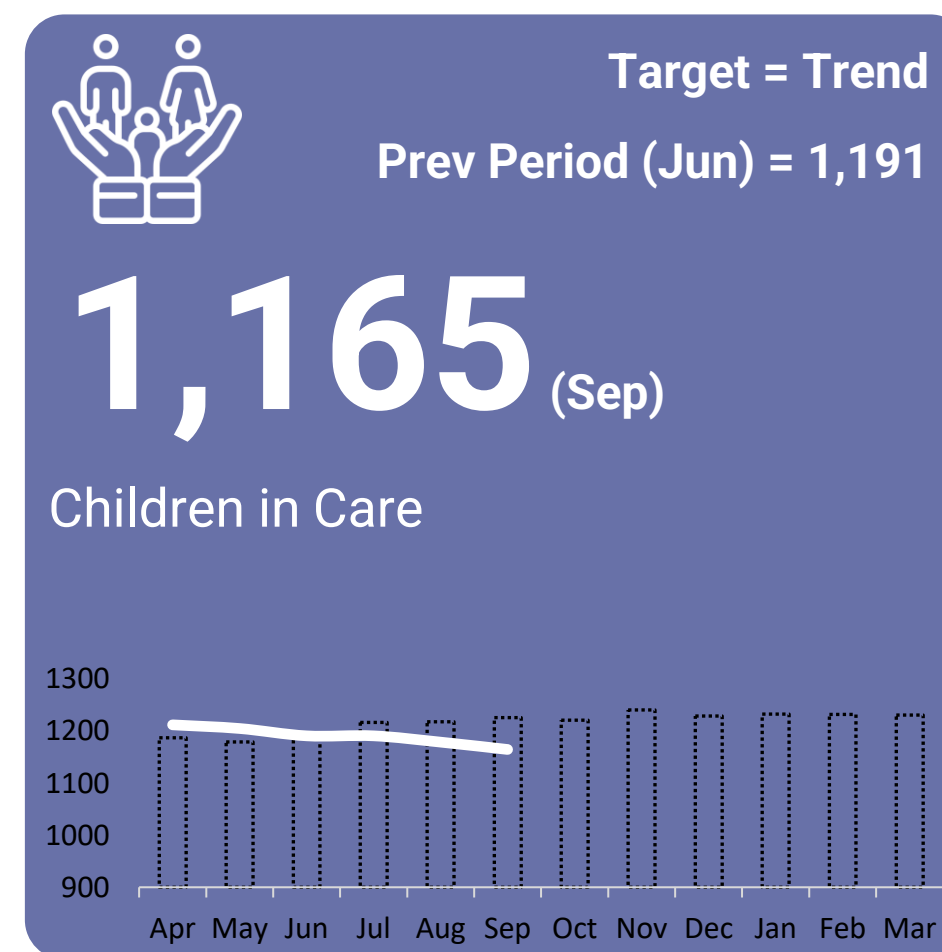 Target = Trend
Prev Period (Jun) = 1,191
1,165 (Sep)
Children in Care
1300
1200
1100
1000
900
Apr May Jun Jul Aug Sep Oct Nov Dec Jan Feb Mar